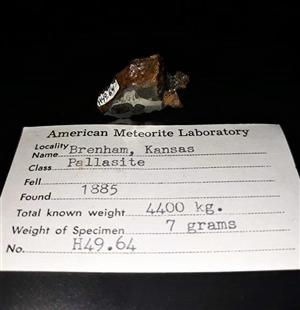 American Meteorite Laboratory
Locality
Name Brenham, Kansas
Class Pallasite
Fell
Found 1885
Total known weight 4400 kg.
Weight of Specimen 7 grams
No. H49.64